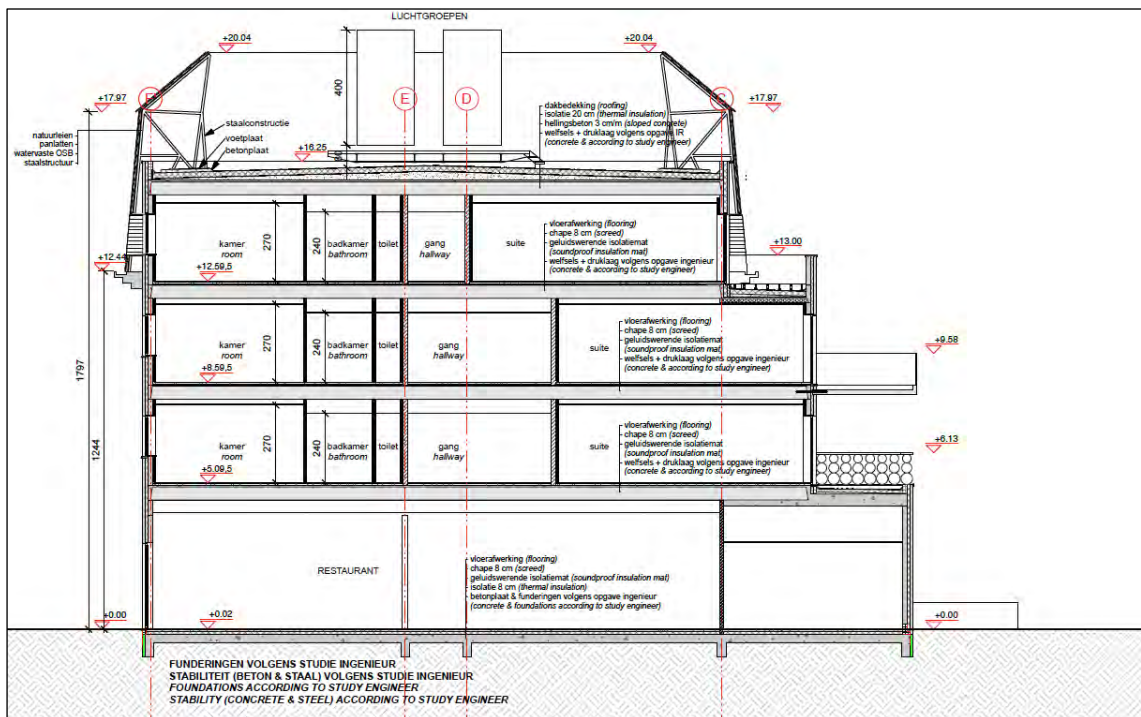 LUCHTGROEPEN
+20.04
+20.04
400
+17.97
F
E
D
C
+17.97
natuurleien
panlatten
watervaste OSB
staalstructuur
staalconstructie
voetplaat
betonplaat
+16.25
80
dakbedekking (roofing)
isolatie 20 cm (thermal insulation)
hellingsbeton 3 cm/m (sloped concrete)
welfsels + druklaag volgens opgave IR
(concrete & according to study engineer)
kamer
room
270
240
badkamer
bathroom
toilet
gang
hallway
suite
vloerafwerking (flooring)
chape 8 cm (screed)
geluidswerende isolatiemat
(soundproof insulation mat)
welfsels + druklaag volgens opgave ingenieur
(concrete & according to study engineer)
+13.00
+12.44
+12.59,5
kamer
room
270
240
badkamer
bathroom
toilet
gang
hallway
suite
vloerafwerking (flooring)
chape 8 cm (screed)
geluidswerende isolatiemat
(soundproof insulation mat)
welfsels + druklaag volgens opgave ingenieur
(concrete & according to study engineer)
+9.58
+8.59,5
1797
1244
kamer
room
270
240
badkamer
bathroom
toilet
gang
hallway
suite
vloerafwerking (flooring)
chape 8 cm (screed)
geluidswerende isolatiemat
(soundproof insulation mat)
welfsels + druklaag volgens opgave ingenieur
(concrete & according to study engineer)
+6.13
+5.09,5
RESTAURANT
vloerafwerking (flooring)
chape 8 cm (screed)
geluidswerende isolatiemat (soundproof insulation mat)
isolatie 8 cm (thermal insulation)
betonplaat & funderingen volgens opgave ingenieur
(concrete & foundations according to study engineer)
+0.00
+0.02
+0.00
FUNDERINGEN VOLGENS STUDIE INGENIEUR
STABILITEIT (BETON & STAAL) VOLGENS STUDIE INGENIEUR
FOUNDATIONS ACCORDING TO STUDY ENGINEER
STABILITY (CONCRETE & STEEL) ACCORDING TO STUDY ENGINEER